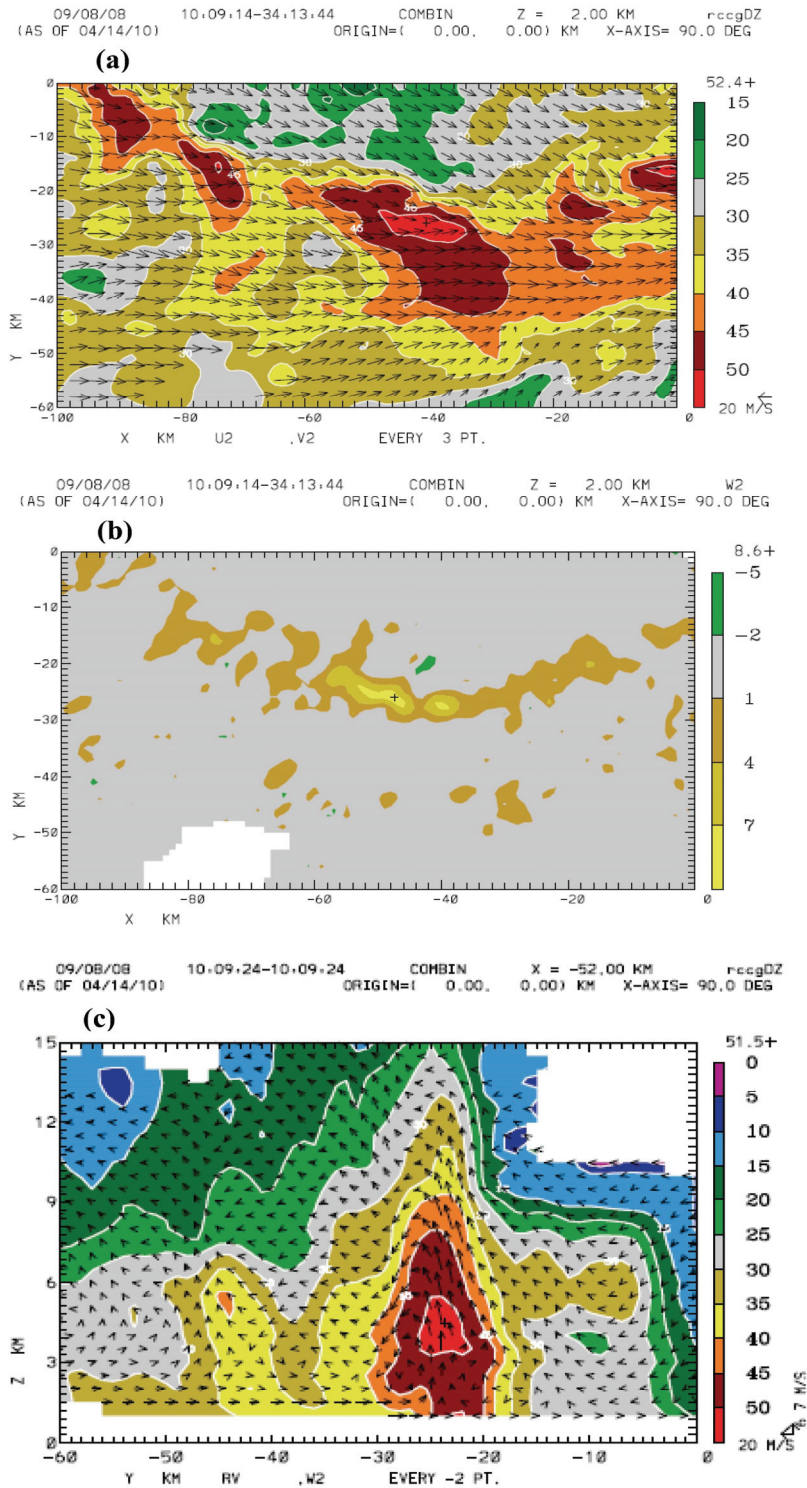 09/08/08 10:09:14-34:13:44 COMBIN Z = 2.00 KM rccgDZ
(AS OF 04/14/10) ORIGIN=( 0.00, 0.00) KM X-AXIS= 90.0 DEG
(a)
52.4+
0
-10
-20
-30
-40
-50
-60
Y KM
30
45
45
45
30
30
30
30
15
20
25
30
35
40
45
50
20 M/S
-100 -80 -60 -40 -20 0
X KM U2 ,V2 EVERY 3 PT.
09/08/08 10:09:14-34:13:44 COMBIN Z = 2.00 KM W2
(AS OF 04/14/10) ORIGIN=( 0.00, 0.00) KM X-AXIS= 90.0 DEG
(b)
8.6+
0
-10
-20
-30
-40
-50
-60
Y KM
-5
-2
1
4
7
-100 -80 -60 -40 -20 0
X KM
09/08/08 10:09:24-10:09:24 COMBIN X = -52.00 KM rccgDZ
(AS OF 04/14/10) ORIGIN=( 0.00, 0.00) KM X-AXIS= 90.0 DEG
(c)
51.5+
15
12
9
6
3
0
Z KM
0
5
10
15
20
25
30
35
40
45
50
20 M/S
7 M/S
-60 -50 -40 -30 -20 -10 0
Y KM RV ,W2 EVERY -2 PT.